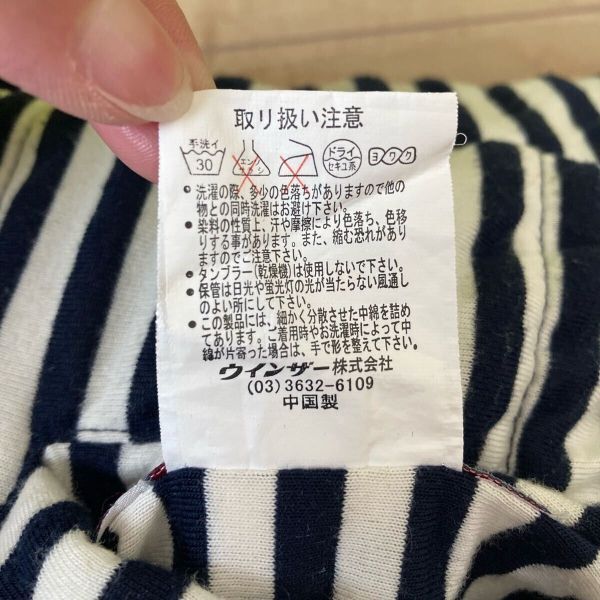 取り扱い注意
手洗イ 30 エンソサラシ ドライ セキユ系 ヨワク
● 洗濯の際、多少の色落ちがありますので他の
物との同時洗濯はお避け下さい。
● 染料の性質上、汗や摩擦により色落ち、色移
りする事があります。また、縮む恐れがあり
ますのでご注意下さい。
● タンブラー(乾燥機)は使用しないで下さい。
● 保管は日光や蛍光灯の光が当たらない風通し
のよい所にして下さい。
● この製品には、細かく分散させた中綿を詰め
てあります。ご着用時やお洗濯時によって中
綿が片寄った場合は、手で形を整えて下さい。
ウインザー株式会社
(03) 3632-6109
中国製